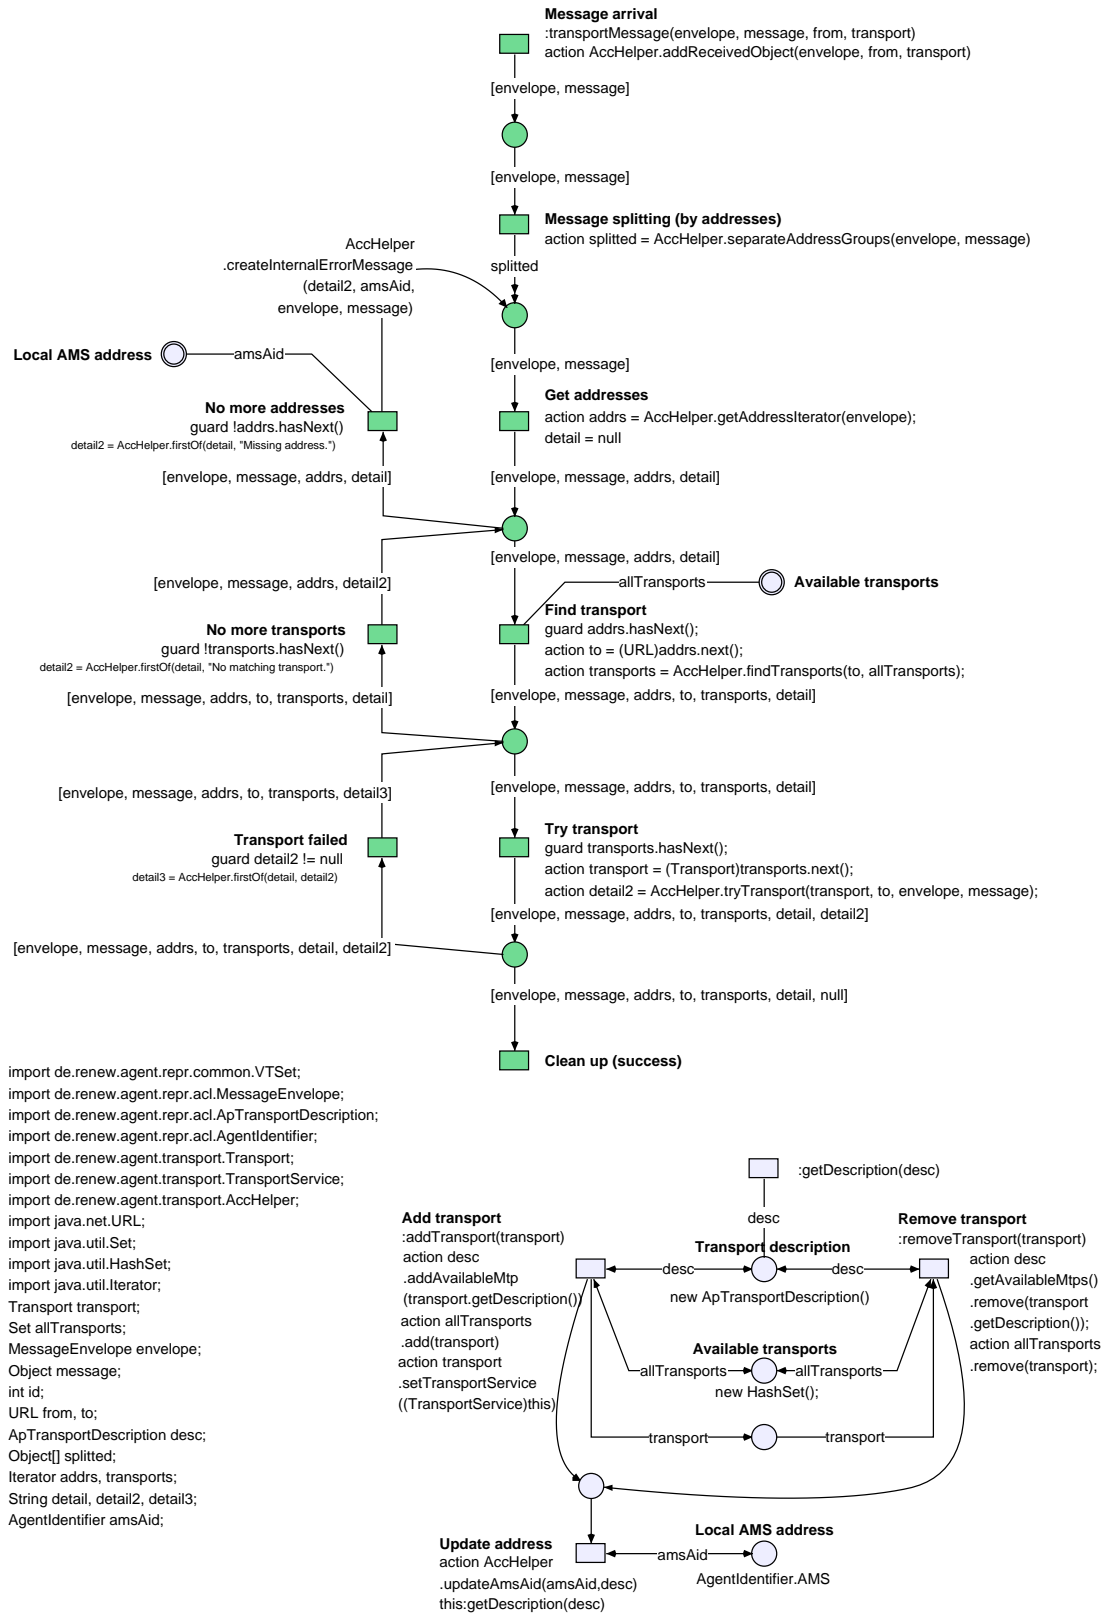 Message arrival
:transportMessage(envelope, message, from, transport)
action AccHelper.addReceivedObject(envelope, from, transport)
[envelope, message]
[envelope, message]
Message splitting (by addresses)
action splitted = AccHelper.separateAddressGroups(envelope, message)
splitted
AccHelper
.createInternalErrorMessage
(detail2, amsAid,
envelope, message)
Local AMS address
amsAid
[envelope, message]
No more addresses
guard !addrs.hasNext()
detail2 = AccHelper.firstOf(detail, "Missing address.")
Get addresses
action addrs = AccHelper.getAddressIterator(envelope);
detail = null
[envelope, message, addrs, detail]
[envelope, message, addrs, detail]
[envelope, message, addrs, detail]
[envelope, message, addrs, detail2]
allTransports
Available transports
No more transports
guard !transports.hasNext()
detail2 = AccHelper.firstOf(detail, "No matching transport.")
Find transport
guard addrs.hasNext();
action to = (URL)addrs.next();
action transports = AccHelper.findTransports(to, allTransports);
[envelope, message, addrs, to, transports, detail]
[envelope, message, addrs, to, transports, detail]
[envelope, message, addrs, to, transports, detail3]
[envelope, message, addrs, to, transports, detail]
Transport failed
guard detail2 != null
detail3 = AccHelper.firstOf(detail, detail2)
Try transport
guard transports.hasNext();
action transport = (Transport)transports.next();
action detail2 = AccHelper.tryTransport(transport, to, envelope, message);
[envelope, message, addrs, to, transports, detail, detail2]
[envelope, message, addrs, to, transports, detail, detail2]
[envelope, message, addrs, to, transports, detail, null]
Clean up (success)
import de.renew.agent.repr.common.VTSet;
import de.renew.agent.repr.acl.MessageEnvelope;
import de.renew.agent.repr.acl.ApTransportDescription;
import de.renew.agent.repr.acl.AgentIdentifier;
import de.renew.agent.transport.Transport;
import de.renew.agent.transport.TransportService;
import de.renew.agent.transport.AccHelper;
import java.net.URL;
import java.util.Set;
import java.util.HashSet;
import java.util.Iterator;
Transport transport;
Set allTransports;
MessageEnvelope envelope;
Object message;
int id;
URL from, to;
ApTransportDescription desc;
Object[] splitted;
Iterator addrs, transports;
String detail, detail2, detail3;
AgentIdentifier amsAid;
:getDescription(desc)
desc
Add transport
:addTransport(transport)
action desc
.addAvailableMtp
(transport.getDescription())
action allTransports
.add(transport)
action transport
.setTransportService
((TransportService)this)
Transport description
desc
desc
new ApTransportDescription()
Available transports
allTransports
allTransports
new HashSet();
transport
transport
Remove transport
:removeTransport(transport)
action desc
.getAvailableMtps()
.remove(transport
.getDescription());
action allTransports
.remove(transport);
Update address
action AccHelper
.updateAmsAid(amsAid,desc)
this:getDescription(desc)
amsAid
Local AMS address
AgentIdentifier.AMS